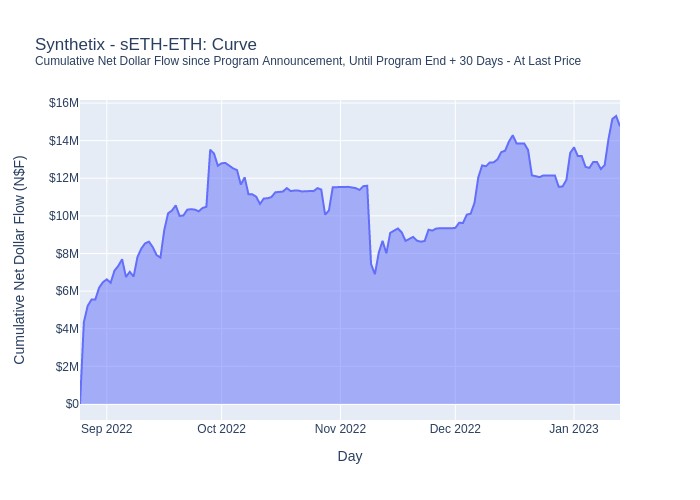 Synthetix - sETH-ETH: Curve
Cumulative Net Dollar Flow since Program Announcement, Until Program End + 30 Days - At Last Price
Cumulative Net Dollar Flow (N$F)
$16M
$14M
$12M
$10M
$8M
$6M
$4M
$2M
$0
Sep 2022
Oct 2022
Nov 2022
Dec 2022
Jan 2023
Day